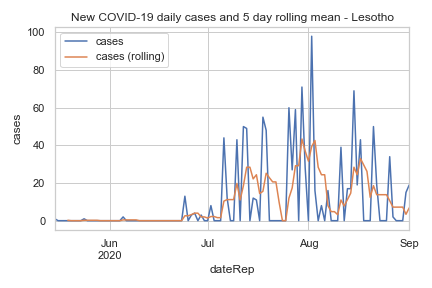 New COVID-19 daily cases and 5 day rolling mean - Lesotho
cases
cases (rolling)
100
80
60
40
20
0
cases
Jun
2020
Jul
Aug
Sep
dateRep